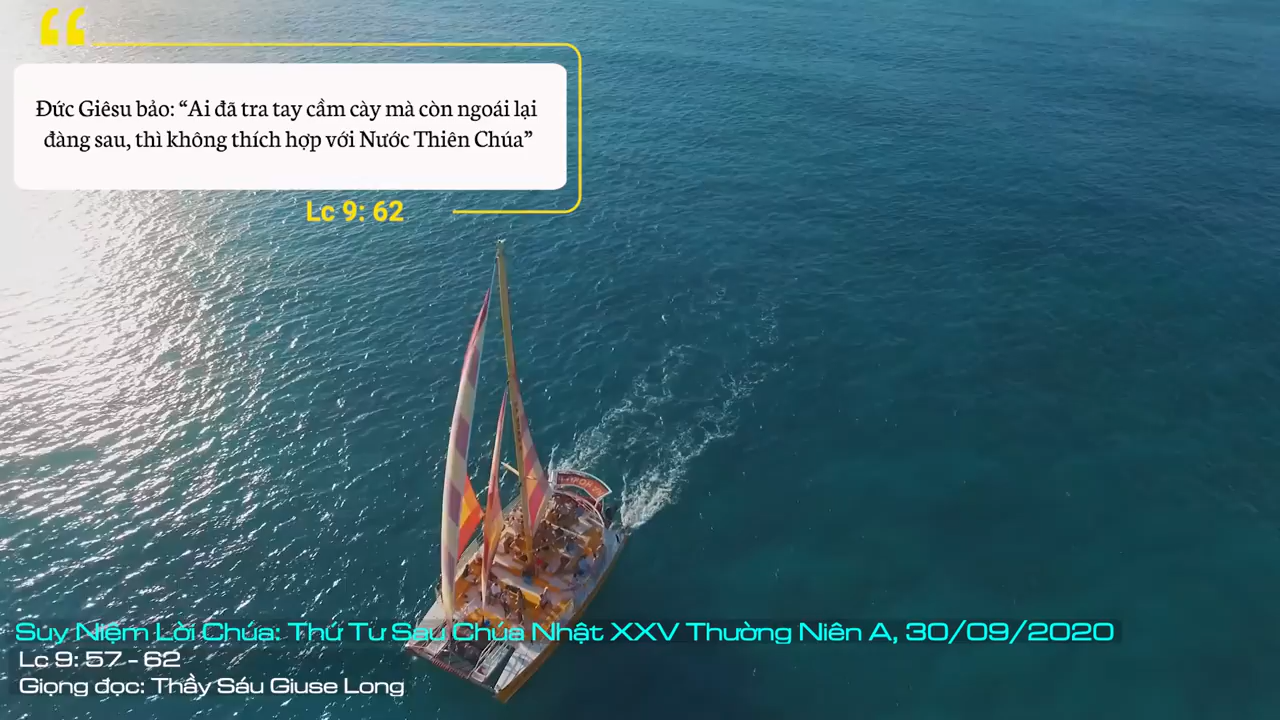 Đức Giêsu bảo: “Ai đã tra tay cầm cày mà còn ngoái lại
đàng sau, thì không thích hợp với Nước Thiên Chúa”
Lc 9: 62
Suy Niệm Lời Chúa: Thứ Tư Sau Chúa Nhật XXV Thường Niên A, 30/09/2020
Lc 9: 57 - 62
Giọng đọc: Thầy Sáu Giuse Long